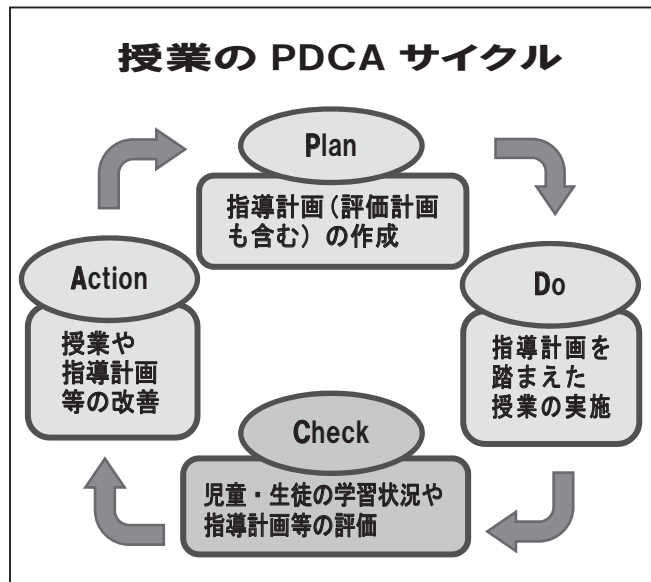 授業の PDCA サイクル
Plan
指導計画（評価計画
も含む）の作成
Do
指導計画を
踏まえた
授業の実施
Check
児童・生徒の学習状況や
指導計画等の評価
Action
授業や
指導計画
等の改善